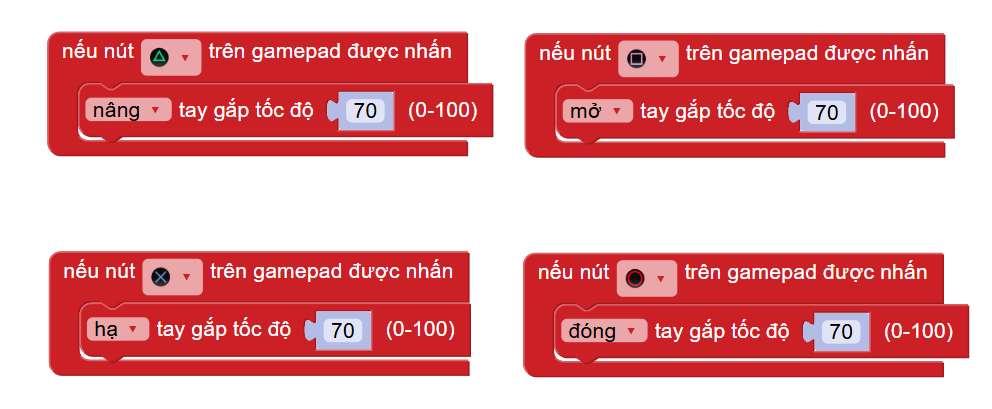 nếu nút trên gamepad được nhấn
nâng tay gắp tốc độ 70 (0-100)
nếu nút trên gamepad được nhấn
mở tay gắp tốc độ 70 (0-100)
nếu nút trên gamepad được nhấn
hạ tay gắp tốc độ 70 (0-100)
nếu nút trên gamepad được nhấn
đóng tay gắp tốc độ 70 (0-100)